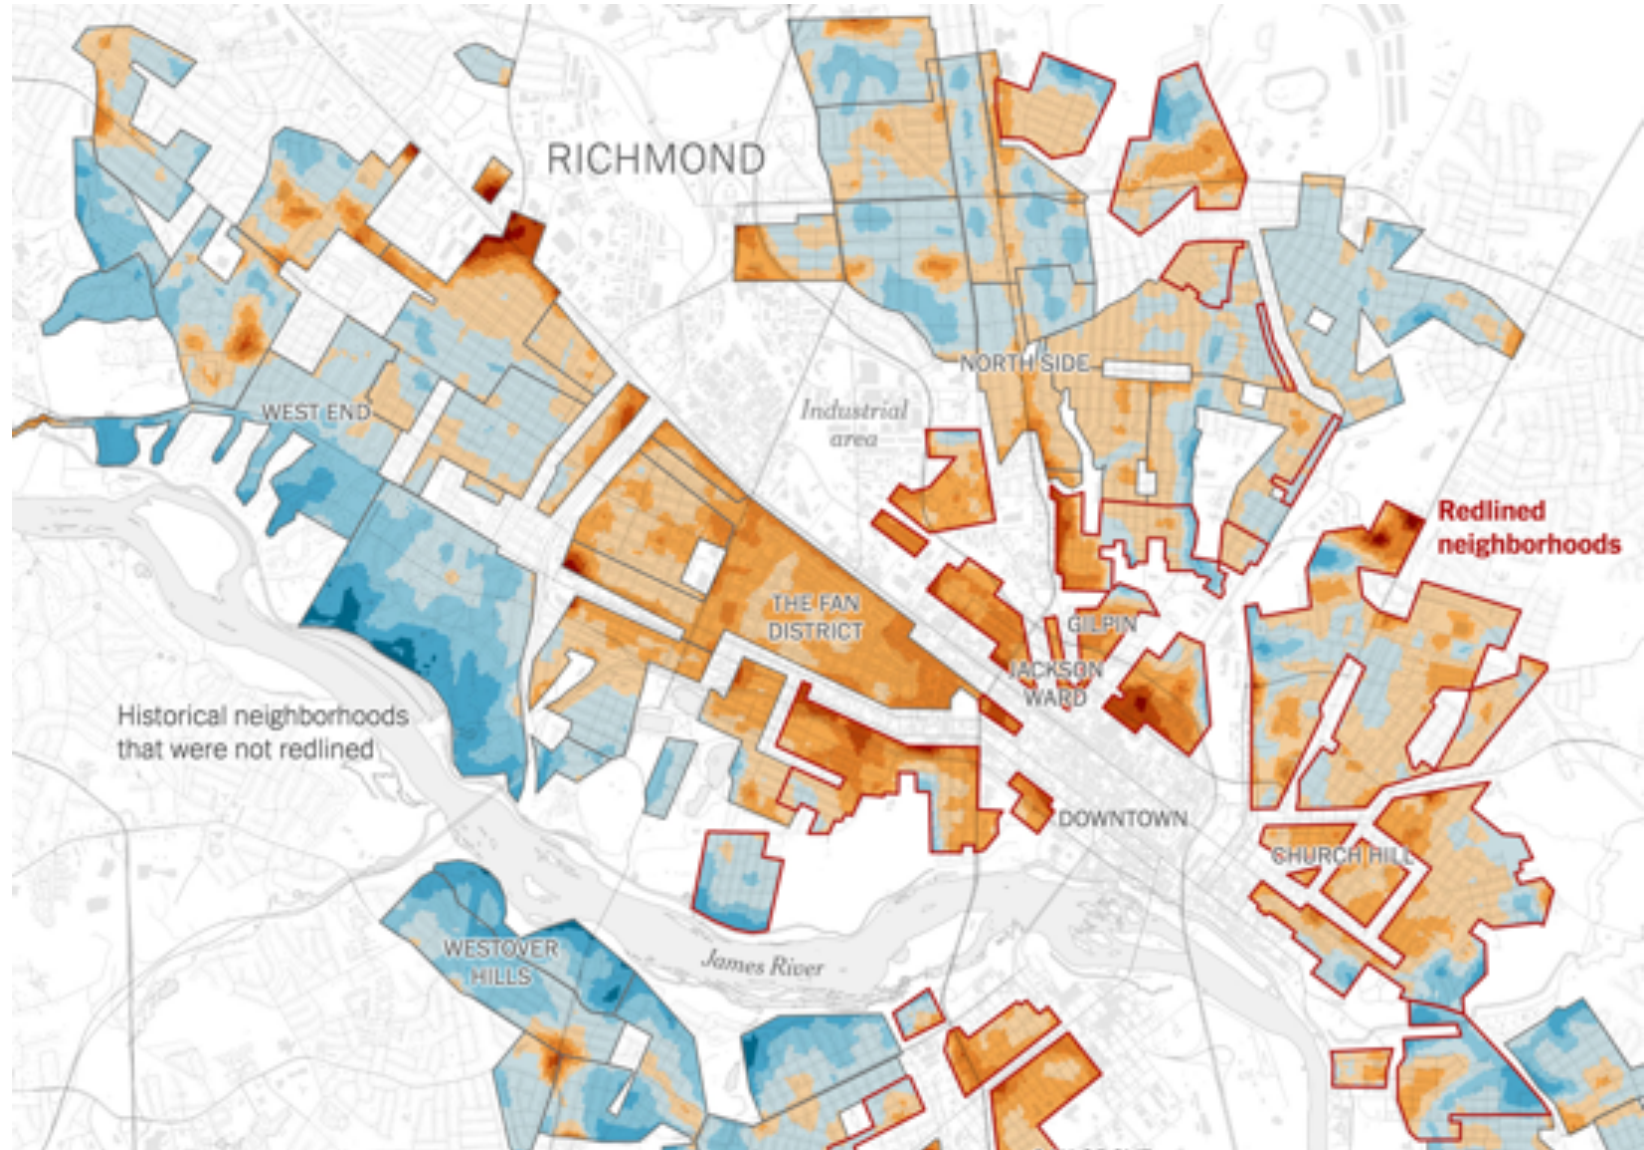 RICHMOND
NORTH SIDE
Industrial
area
WEST END
Redlined
neighborhoods
THE FAN
DISTRICT
GILPIN
JACKSON
WARD
Historical neighborhoods
that were not redlined
DOWNTOWN
CHURCH HILL
WESTOVER
HILLS
James River